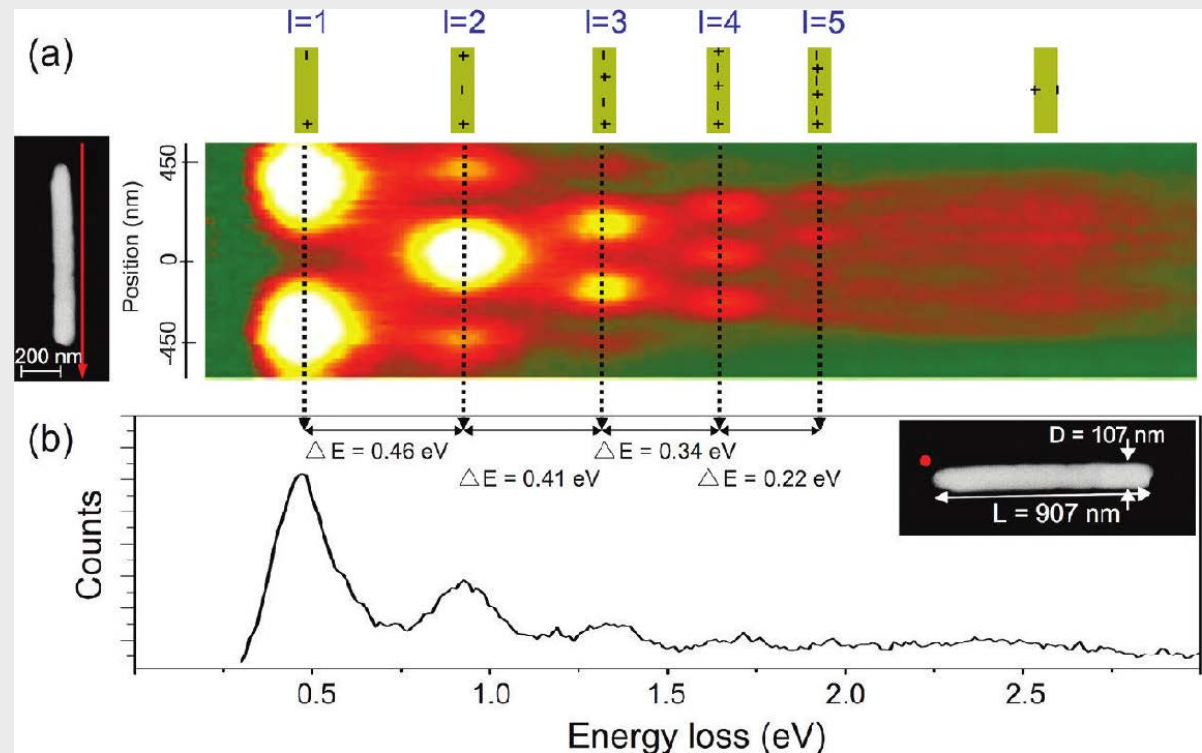 l=1 l=2 l=3 l=4 l=5
(a)
450
0
-450
Position (nm)
200 nm
(b)
△ E = 0.46 eV
△ E = 0.41 eV
△ E = 0.34 eV
△ E = 0.22 eV
D = 107 nm
L = 907 nm
Counts
0.5 1.0 1.5 2.0 2.5
Energy loss (eV)